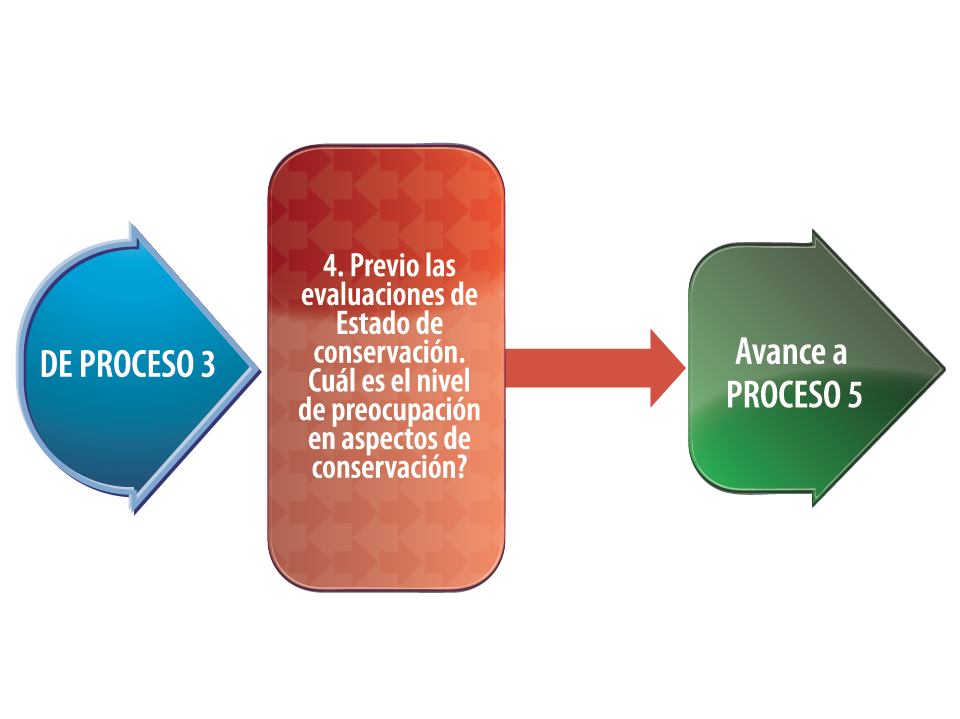 DE PROCESO 3
4. Previo las
evaluaciones de
Estado de
conservación.
Cuál es el nivel
de preocupación
en aspectos de
conservación?
Avance a
PROCESO 5